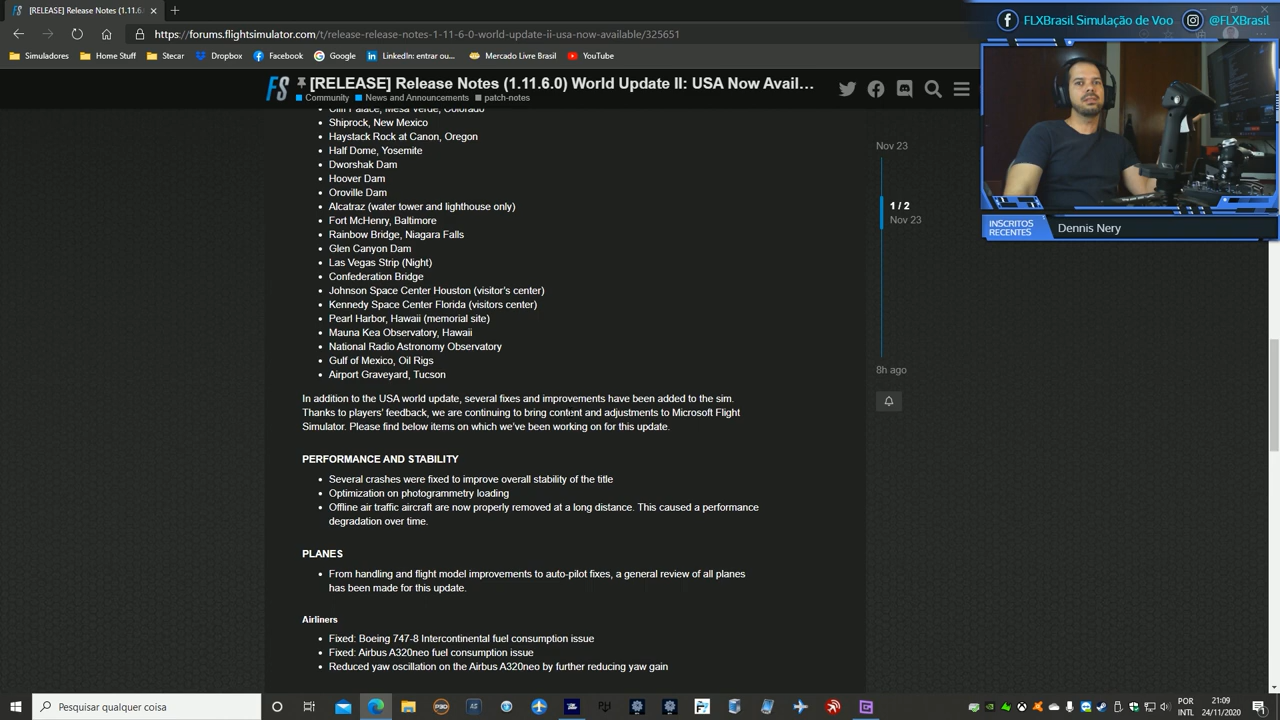 [RELEASE] Release Notes (1.11.6.0
FLXBrasil Simulação de Voo @FLXBrasil
https://forums.flightsimulator.com/t/release-release-notes-1-11-6-0-world-update-ii-usa-now-available/325651
Simuladores Home Stuff Stecar Dropbox Facebook LinkedIn: entrar ou... Mercado Livre Brasil YouTube
FS [RELEASE] Release Notes (1.11.6.0) World Update II: USA Now Avail...
Community News and Announcements patch-notes
Cliff Palace, Mesa Verde, Colorado
Shiprock, New Mexico
Haystack Rock at Canon, Oregon
Half Dome, Yosemite
Dworshak Dam
Hoover Dam
Oroville Dam
Alcatraz (water tower and lighthouse only)
Fort McHenry, Baltimore
Rainbow Bridge, Niagara Falls
Glen Canyon Dam
Las Vegas Strip (Night)
Confederation Bridge
Johnson Space Center Houston (visitor's center)
Kennedy Space Center Florida (visitors center)
Pearl Harbor, Hawaii (memorial site)
Mauna Kea Observatory, Hawaii
National Radio Astronomy Observatory
Gulf of Mexico, Oil Rigs
Airport Graveyard, Tucson
In addition to the USA world update, several fixes and improvements have been added to the sim.
Thanks to players' feedback, we are continuing to bring content and adjustments to Microsoft Flight
Simulator. Please find below items on which we've been working on for this update.
PERFORMANCE AND STABILITY
Several crashes were fixed to improve overall stability of the title
Optimization on photogrammetry loading
Offline air traffic aircraft are now properly removed at a long distance. This caused a performance
degradation over time.
PLANES
From handling and flight model improvements to auto-pilot fixes, a general review of all planes
has been made for this update.
Airliners
Fixed: Boeing 747-8 Intercontinental fuel consumption issue
Fixed: Airbus A320neo fuel consumption issue
Reduced yaw oscillation on the Airbus A320neo by further reducing yaw gain
Nov 23
1 / 2
Nov 23
8h ago
INSCRITOS
RECENTES
Dennis Nery
Pesquisar qualquer coisa
P3D
AS
PH
POR
INTL
21:09
24/11/2020